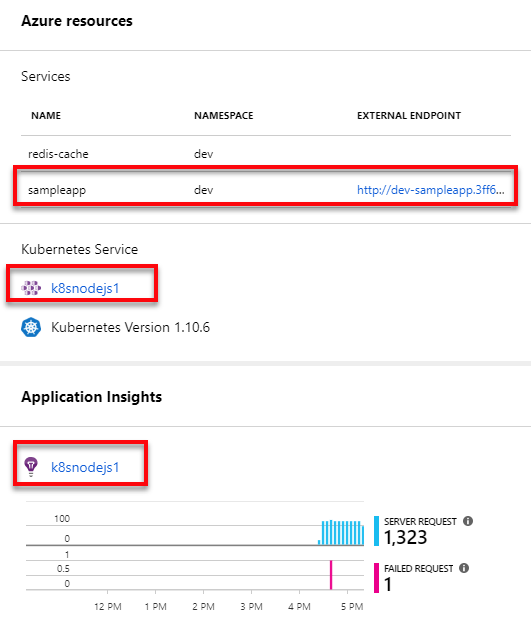 Azure resources
Services
NAME NAMESPACE EXTERNAL ENDPOINT
redis-cache dev
sampleapp dev http://dev-sampleapp.3ff6...
Kubernetes Service
k8snodejs1
Kubernetes Version 1.10.6
Application Insights
k8snodejs1
100
0
SERVER REQUEST
1,323
1
0.5
0
FAILED REQUEST
1
12 PM 1 PM 2 PM 3 PM 4 PM 5 PM